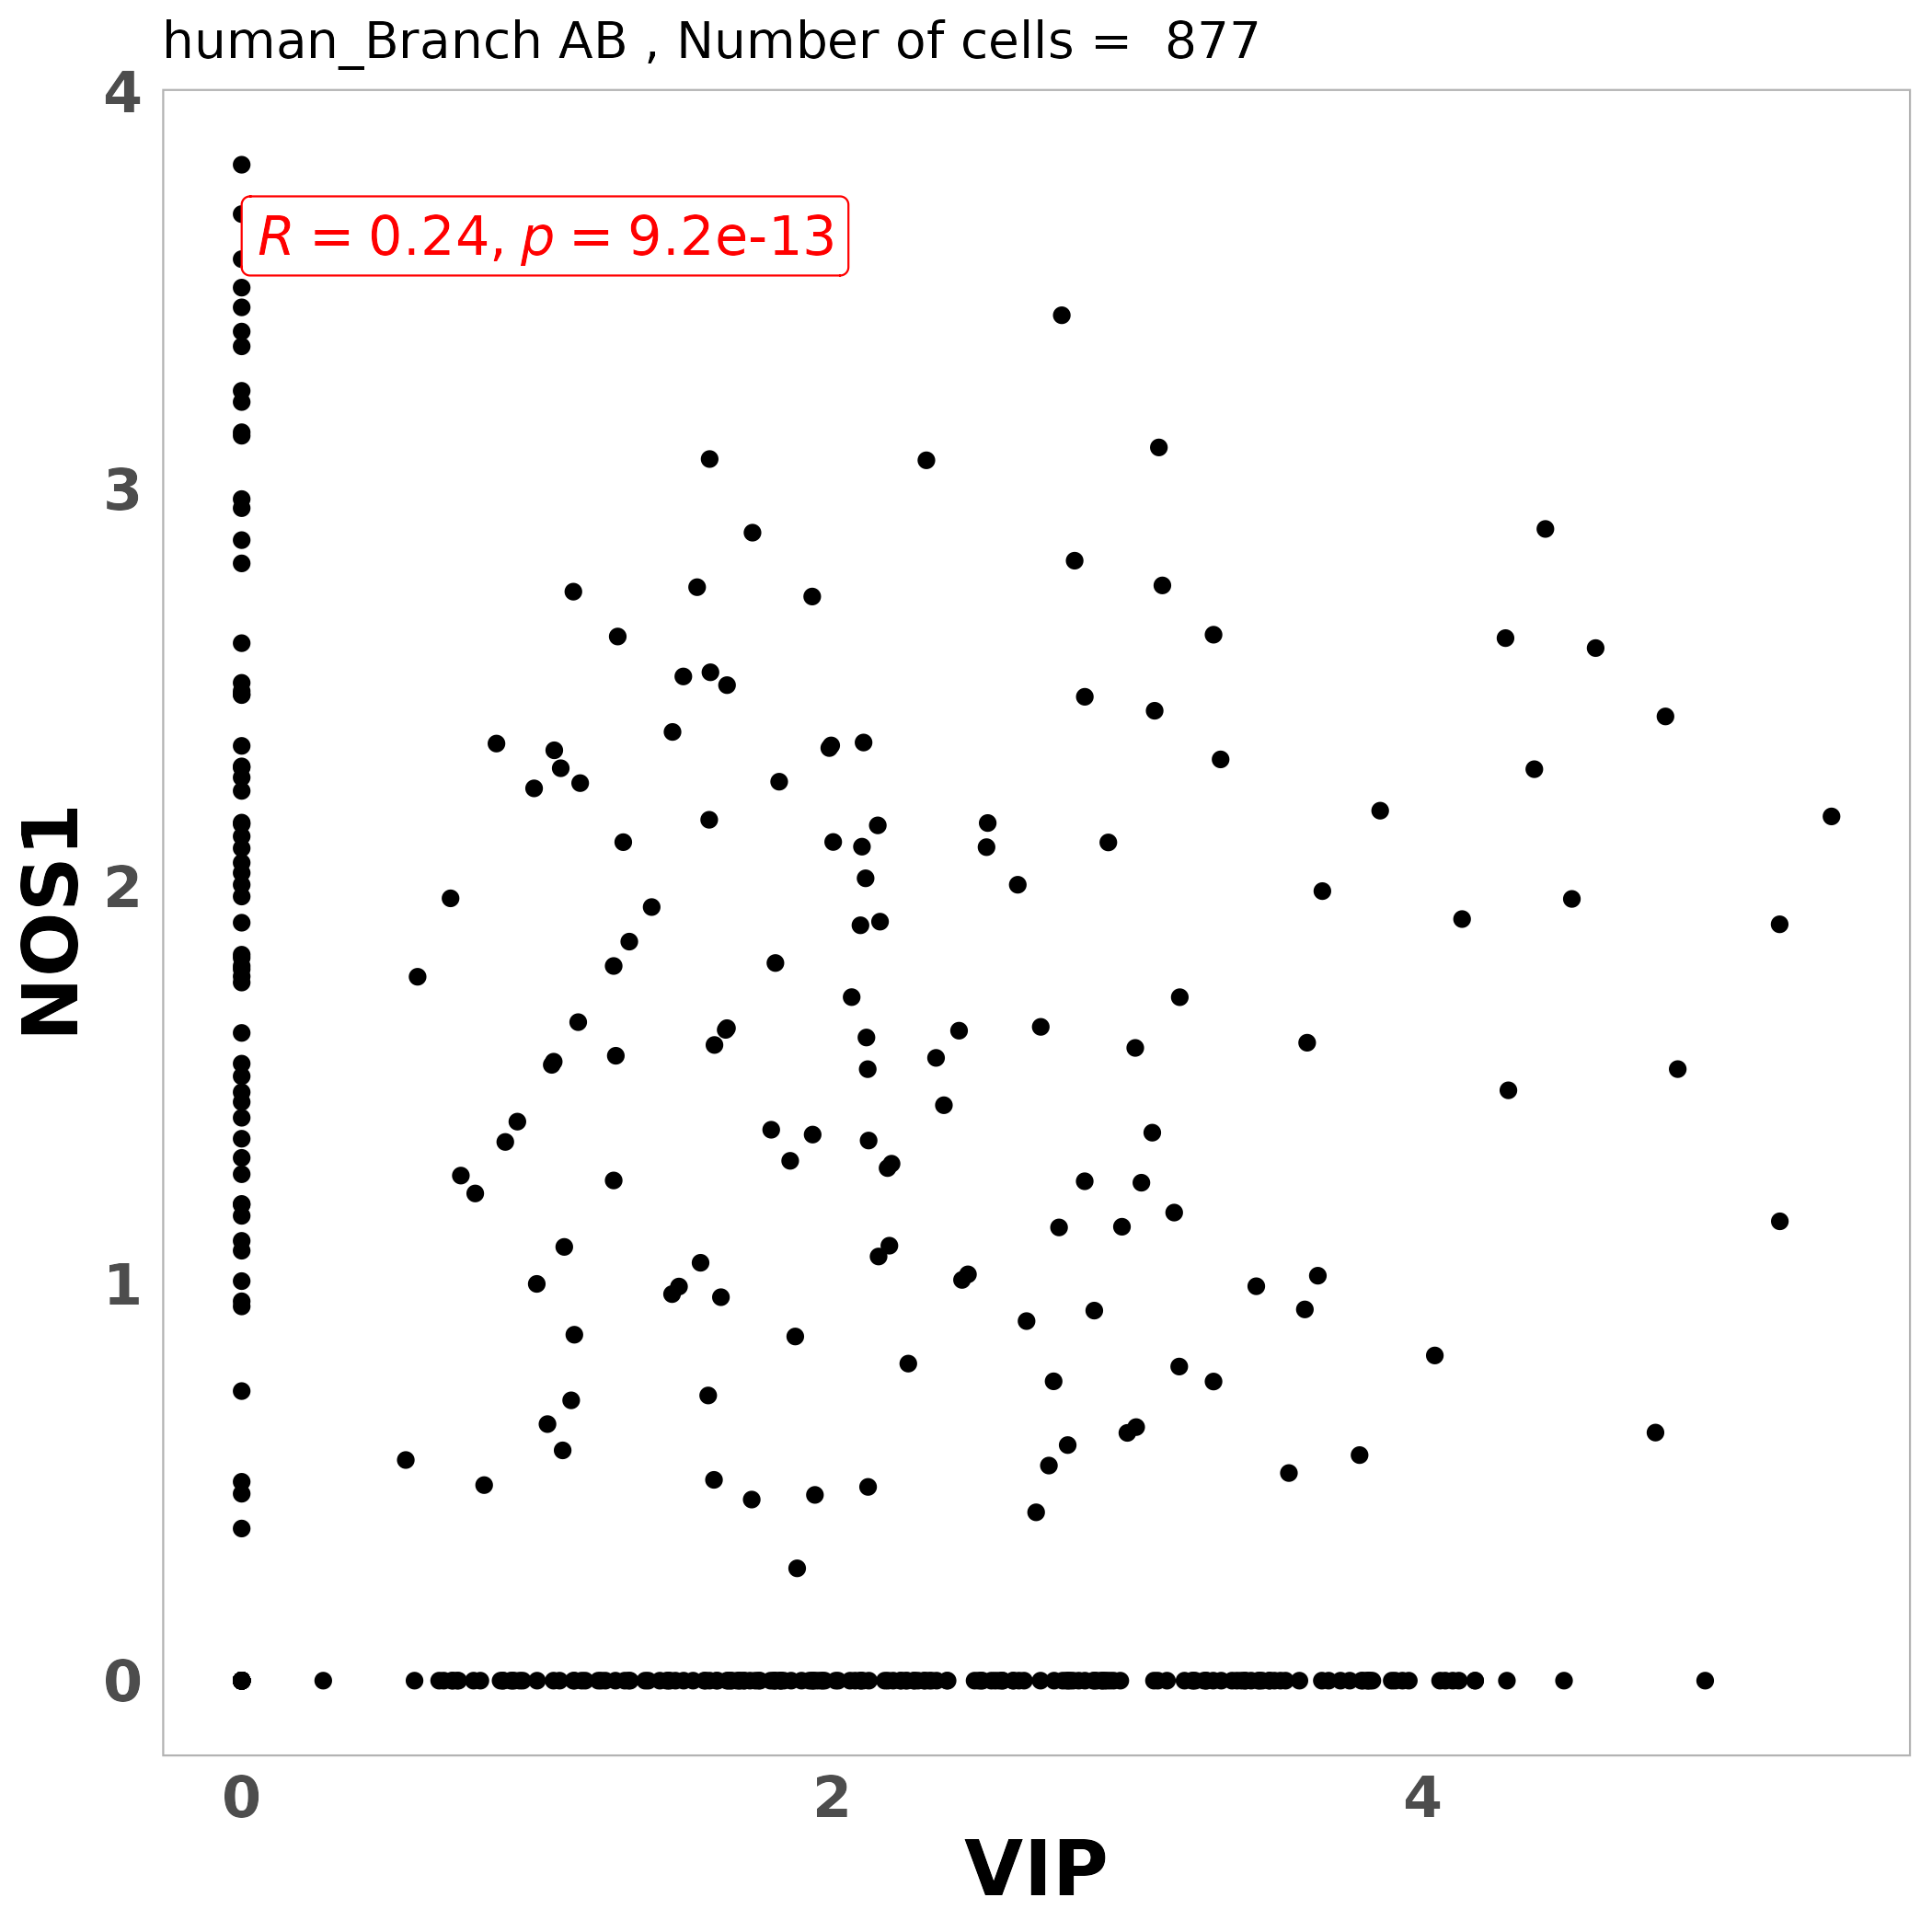 human_Branch AB , Number of cells =  877
4
R = 0.24, p = 9.2e-13
3
2
1
0
NOS1
0 2 4
VIP